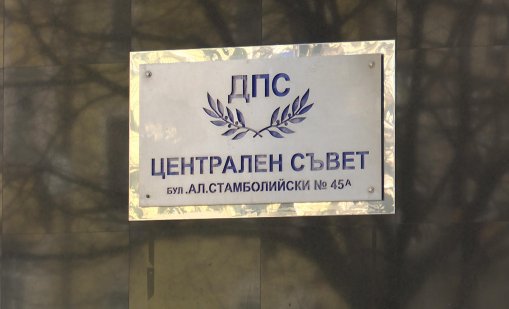 ДПС
ЦЕНТРАЛЕН СЪВЕТ
БУЛ .АЛ.СТАМБОЛИЙСКИ № 45А